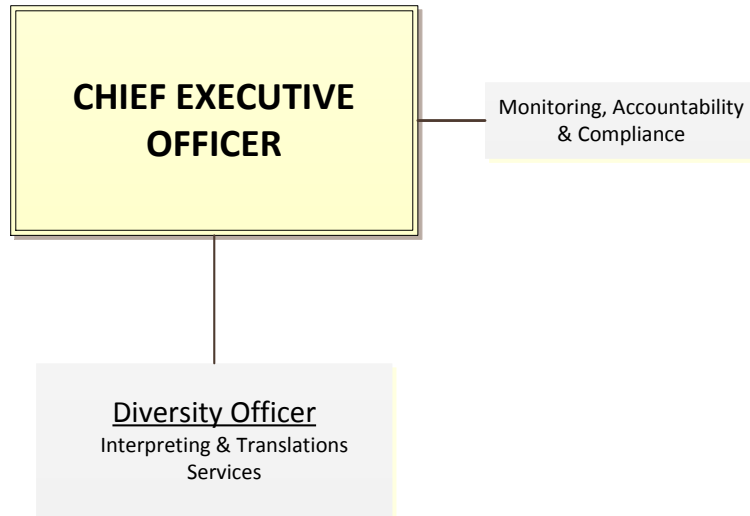 CHIEF EXECUTIVE
OFFICER
Monitoring, Accountability
& Compliance
Diversity Officer
Interpreting & Translations
Services